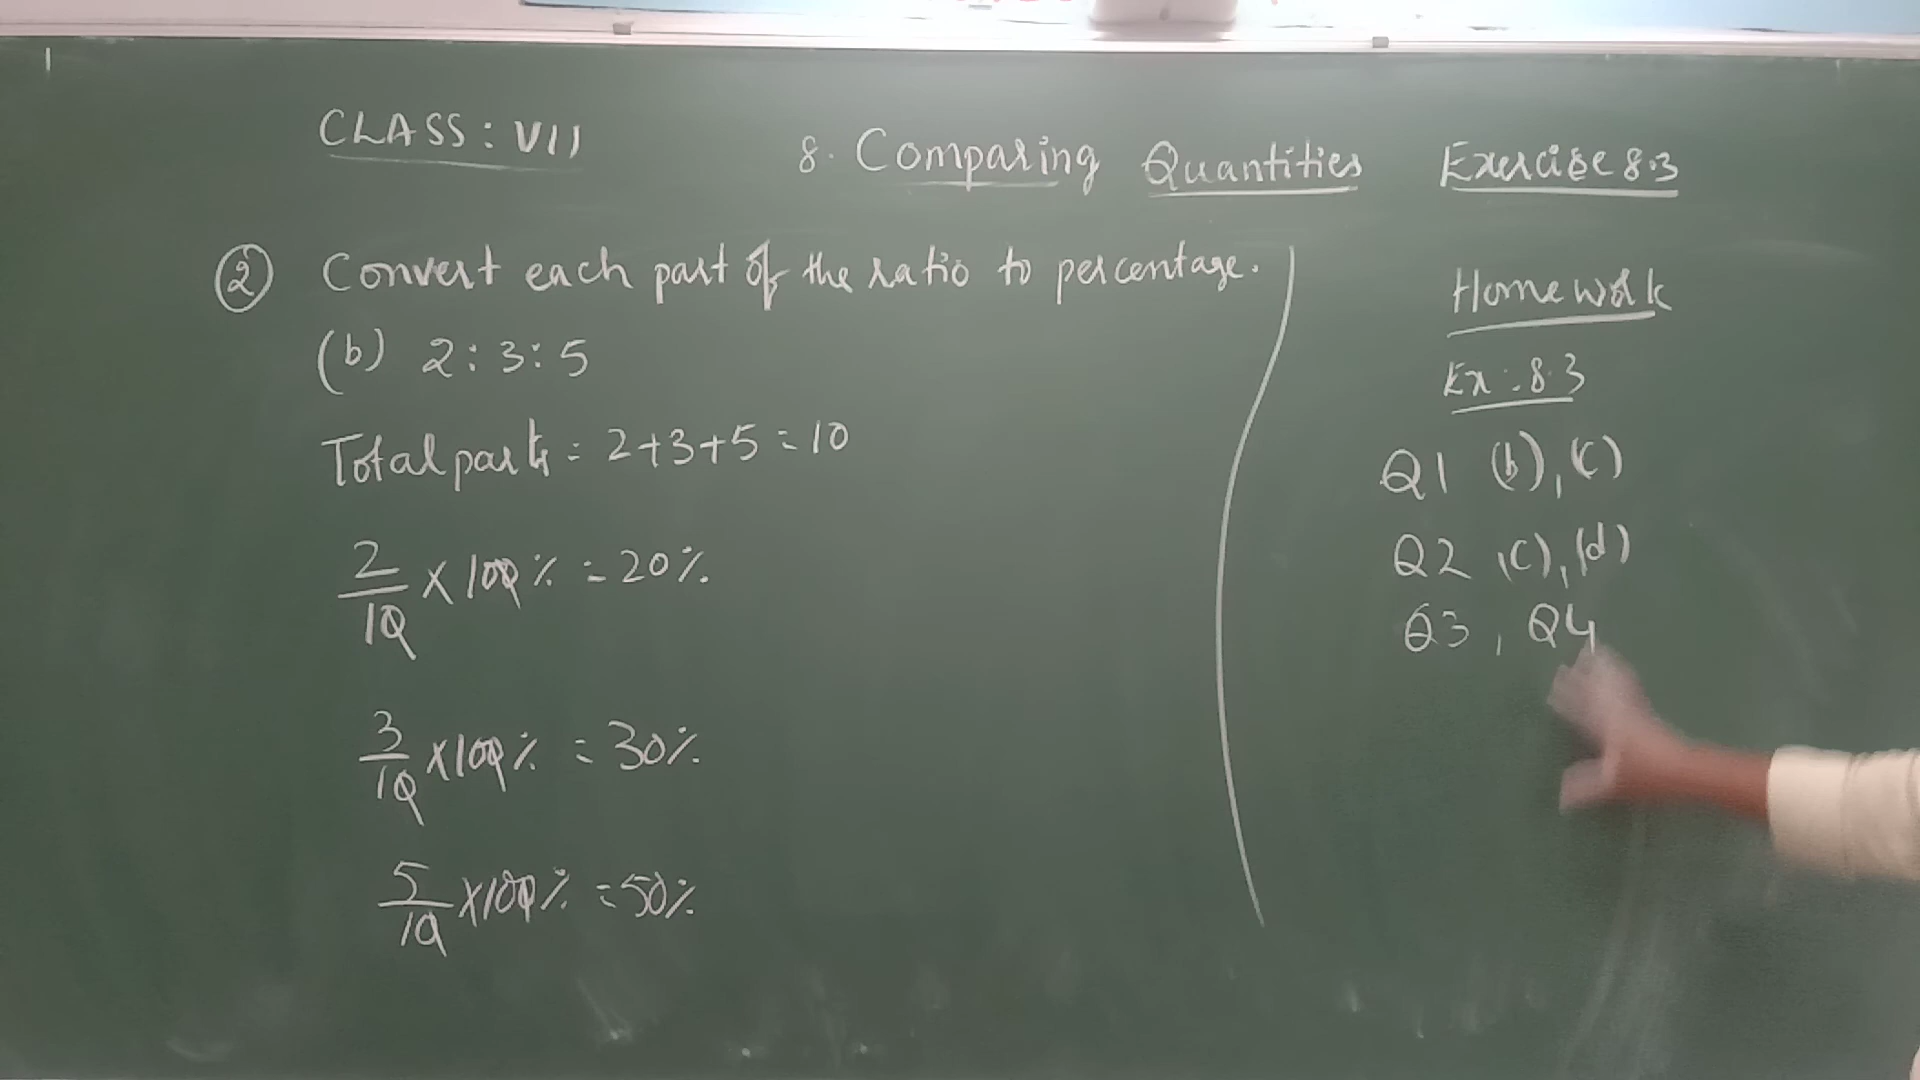 CLASS: VII
8. Comparing Quantities Exercise 8.3
② Convert each part of the ratio to percentage.
(b) 2:3:5
Total parts = 2+3+5 = 10
2/10 × 100% = 20%
3/10 × 100% = 30%
5/10 × 100% = 50%
Homework
Ex: 8.3
Q1 (b), (c)
Q2 (c), (d)
Q3, Q4